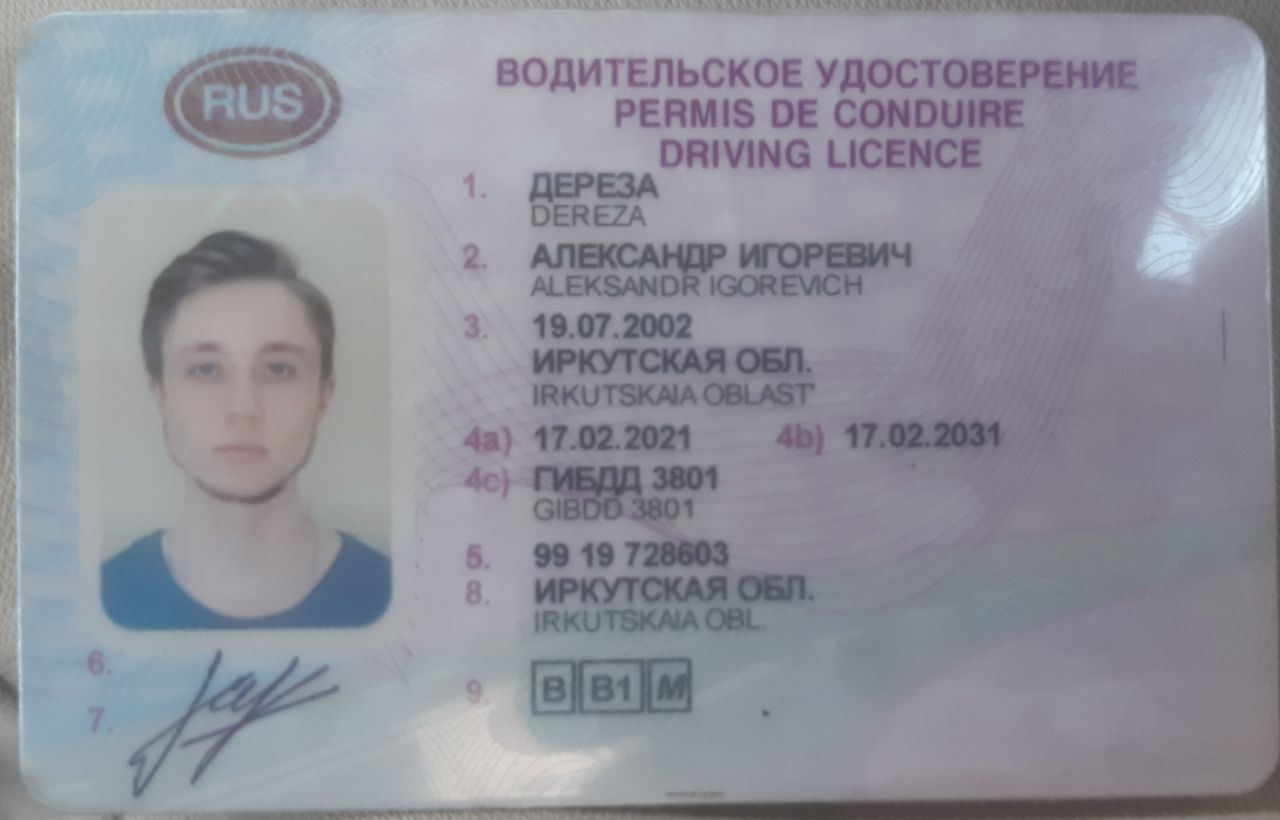 RUS
ВОДИТЕЛЬСКОЕ УДОСТОВЕРЕНИЕ
PERMIS DE CONDUIRE
DRIVING LICENCE
1. ДЕРЕЗА
DEREZA
2. АЛЕКСАНДР ИГОРЕВИЧ
ALEKSANDR IGOREVICH
3. 19.07.2002
ИРКУТСКАЯ ОБЛ.
IRKUTSKAIA OBLAST'
4a) 17.02.2021 4b) 17.02.2031
4c) ГИБДД 3801
GIBDD 3801
5. 99 19 728603
8. ИРКУТСКАЯ ОБЛ.
IRKUTSKAIA OBL.
6.
7.
9. B B1 M